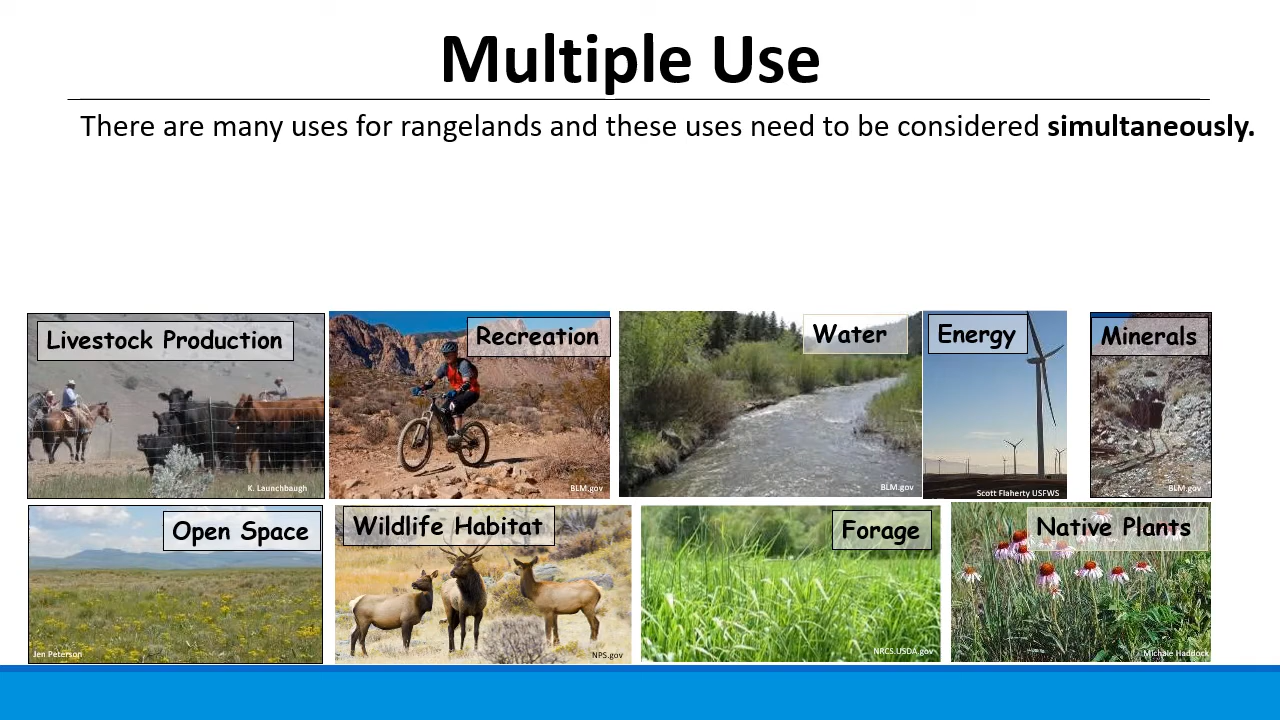 Multiple Use
There are many uses for rangelands and these uses need to be considered simultaneously.
Livestock Production
K. Launchbaugh
Recreation
BLM.gov
Water
BLM.gov
Energy
Scott Flaherty USFWS
Minerals
BLM.gov
Open Space
Jen Peterson
Wildlife Habitat
NPS.gov
Forage
NRCS.USDA.gov
Native Plants
Michale Haddock